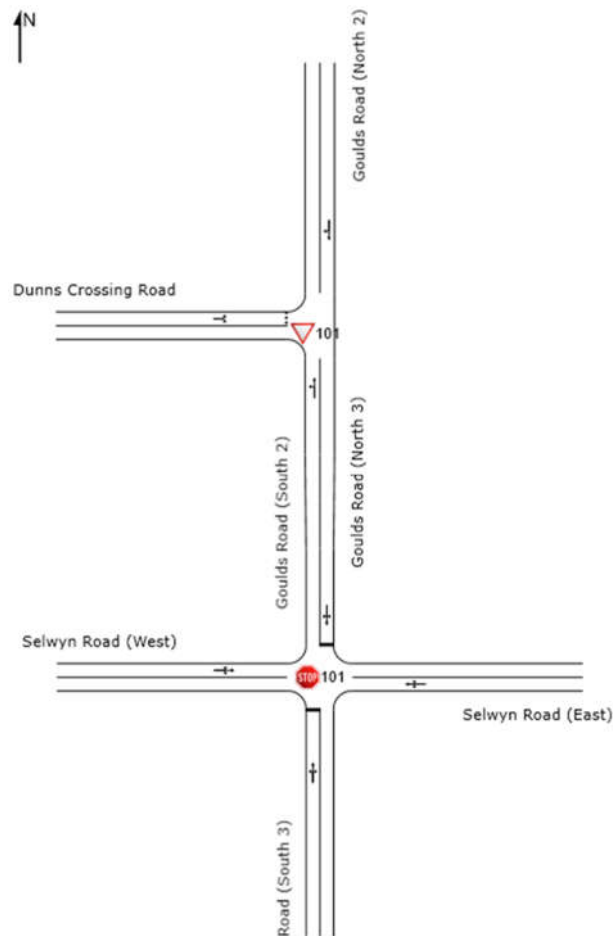 N
Goulds Road (North 2)
Dunns Crossing Road
101
Goulds Road (South 2)
Goulds Road (North 3)
Selwyn Road (West)
STOP 101
Selwyn Road (East)
Road (South 3)